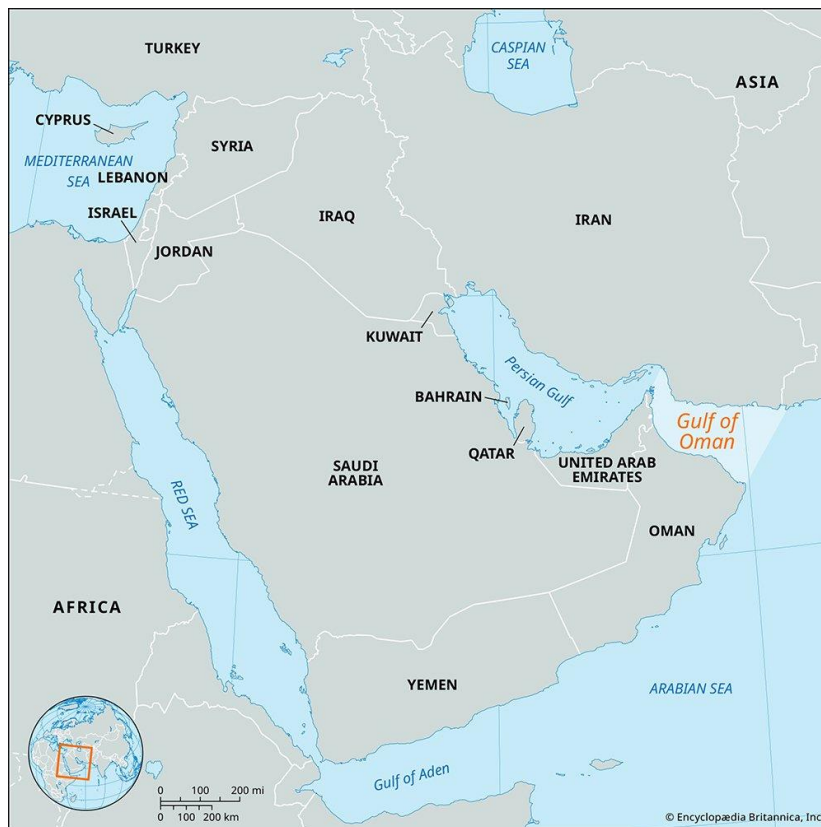 TURKEY
CASPIAN
SEA
ASIA
CYPRUS
SYRIA
MEDITERRANEAN
SEA
LEBANON
ISRAEL
IRAQ
IRAN
JORDAN
KUWAIT
Persian Gulf
BAHRAIN
Gulf of
Oman
QATAR
SAUDI
ARABIA
UNITED ARAB
EMIRATES
RED SEA
OMAN
AFRICA
YEMEN
ARABIAN SEA
Gulf of Aden
0 100 200 mi
0 100 200 km
© Encyclopædia Britannica, Inc